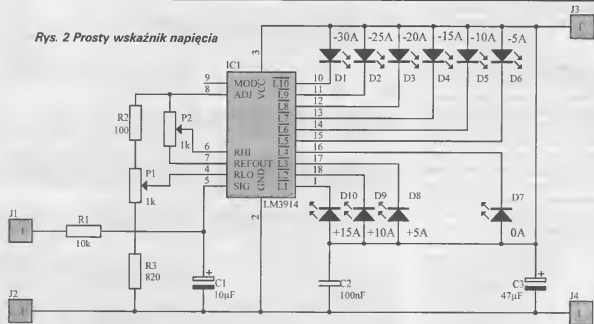 Rys. 2 Prosty wskaźnik napięcia
J3
1
-30A -25A -20A -15A -10A -5A
D1 D2 D3 D4 D5 D6
IC1
3
9 MODE VCC L10 10
8 ADJ L9 11
L8 12
L7 13
L6 14
L5 15
6 RHI L4 16
7 REFOUT L3 17
4 RLO L2 18
5 SIG GND L1 1
LM3914
2
R2
100
P2
1k
P1
1k
J1
1
R1
10k
R3
820
C1
10µF
+
D10 D9 D8 D7
+15A +10A +5A 0A
C2
100nF
C3
47µF
+
J2
J4
1